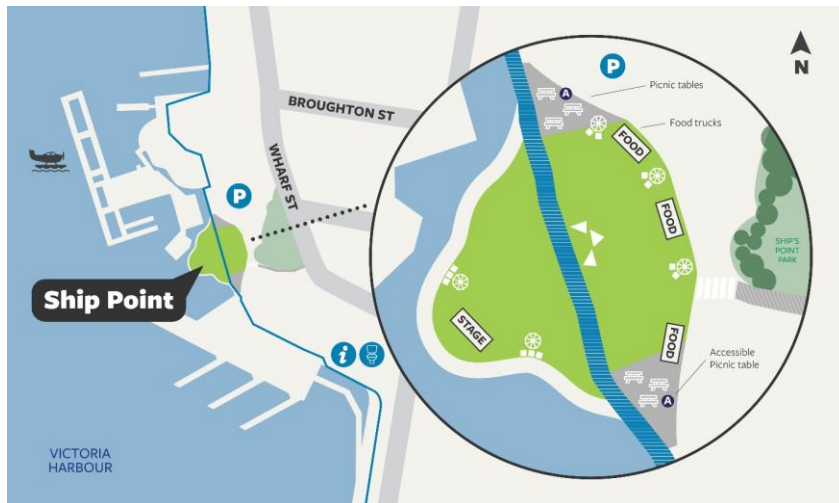 BROUGHTON ST
WHARF ST
P
Ship Point
i
VICTORIA
HARBOUR
P
N
A
Picnic tables
Food trucks
FOOD
FOOD
SHIP'S
POINT
PARK
STAGE
FOOD
Accessible
Picnic table
A